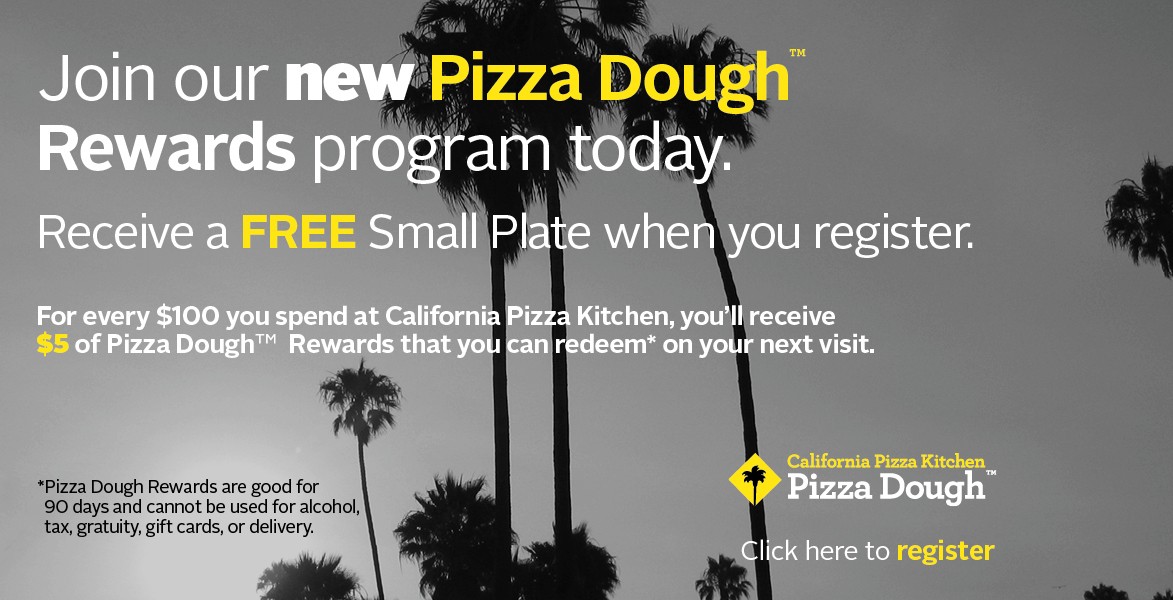 Join our new Pizza Dough™
Rewards program today.
Receive a FREE Small Plate when you register.
For every $100 you spend at California Pizza Kitchen, you'll receive
$5 of Pizza Dough™ Rewards that you can redeem* on your next visit.
*Pizza Dough Rewards are good for
90 days and cannot be used for alcohol,
tax, gratuity, gift cards, or delivery.
California Pizza Kitchen
Pizza Dough™
Click here to register